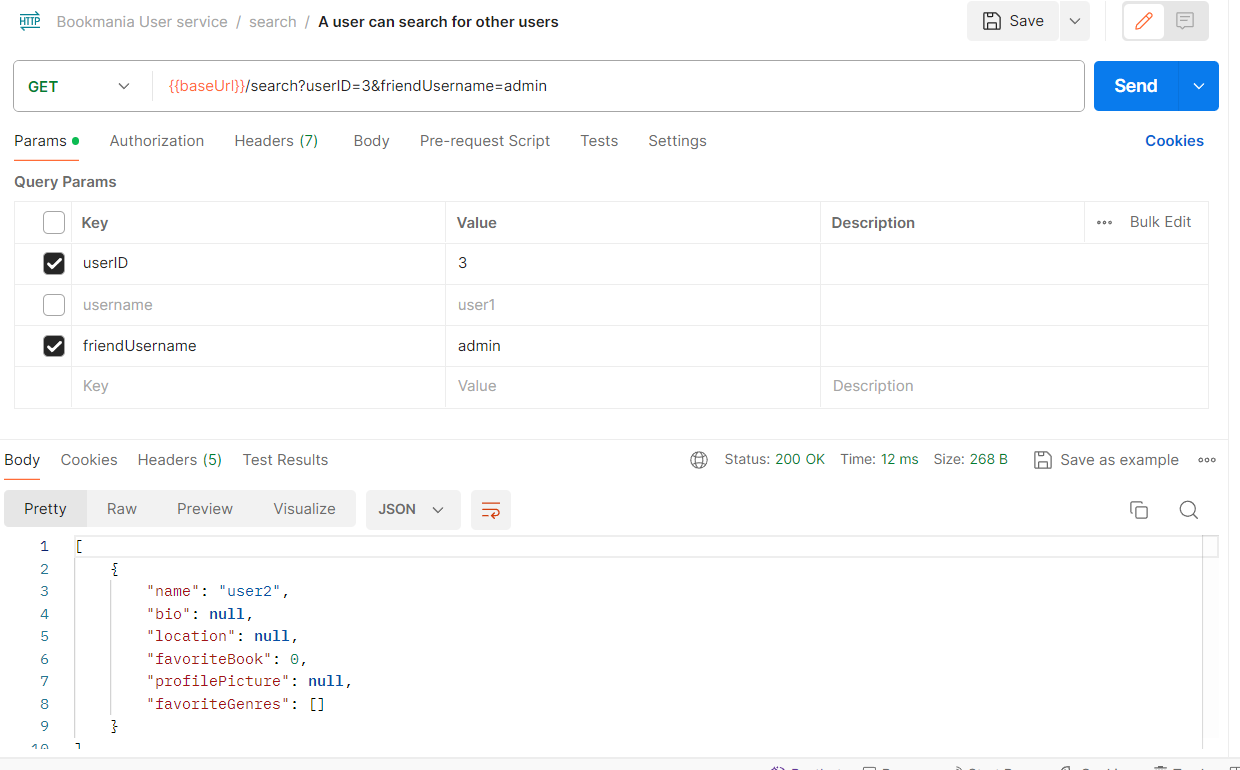 HTTP Bookmania User service / search / A user can search for other users Save
GET {{baseUrl}}/search?userID=3&friendUsername=admin Send
Params Authorization Headers (7) Body Pre-request Script Tests Settings Cookies
Query Params
Key Value Description Bulk Edit
userID 3
username user1
friendUsername admin
Key Value Description
Body Cookies Headers (5) Test Results Status: 200 OK Time: 12 ms Size: 268 B Save as example
Pretty Raw Preview Visualize JSON
1 [
2 {
3 "name": "user2",
4 "bio": null,
5 "location": null,
6 "favoriteBook": 0,
7 "profilePicture": null,
8 "favoriteGenres": []
9 }
10 ]